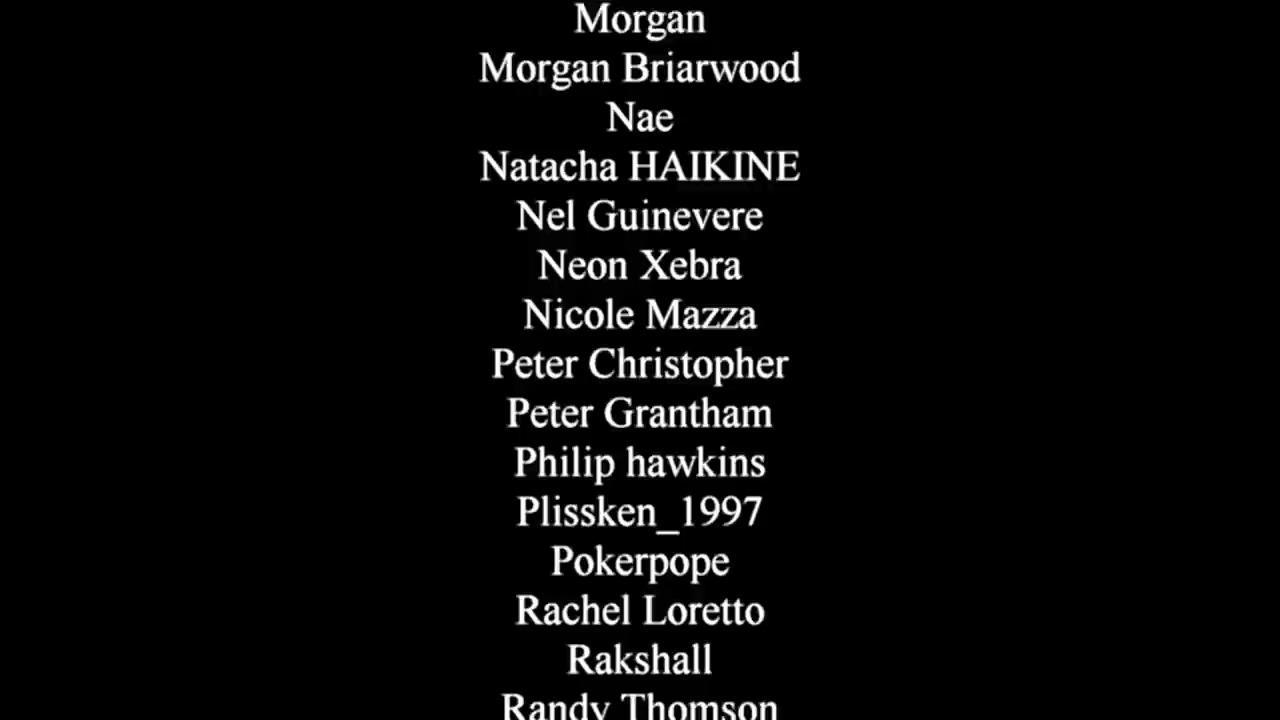 Morgan
Morgan Briarwood
Nae
Natacha HAIKINE
Nel Guinevere
Neon Xebra
Nicole Mazza
Peter Christopher
Peter Grantham
Philip hawkins
Plissken_1997
Pokerpope
Rachel Loretto
Rakshall
Randy Thomson